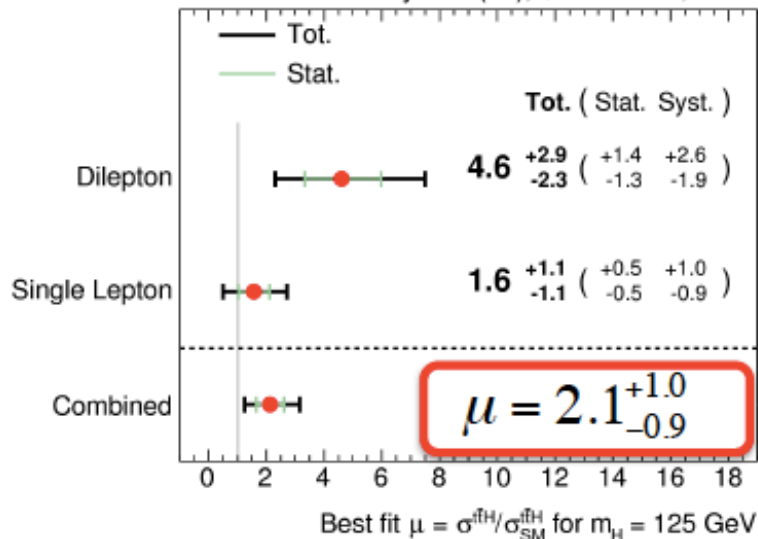 Tot.
Stat.
Tot. ( Stat. Syst. )
Dilepton 4.6 +2.9 -2.3 ( +1.4 -1.3 +2.6 -1.9 )
Single Lepton 1.6 +1.1 -1.1 ( +0.5 -0.5 +1.0 -0.9 )
Combined μ = 2.1 +1.0 -0.9
0 2 4 6 8 10 12 14 16 18
Best fit μ = σ^tt̄H/σ^tt̄H_SM for m_H = 125 GeV